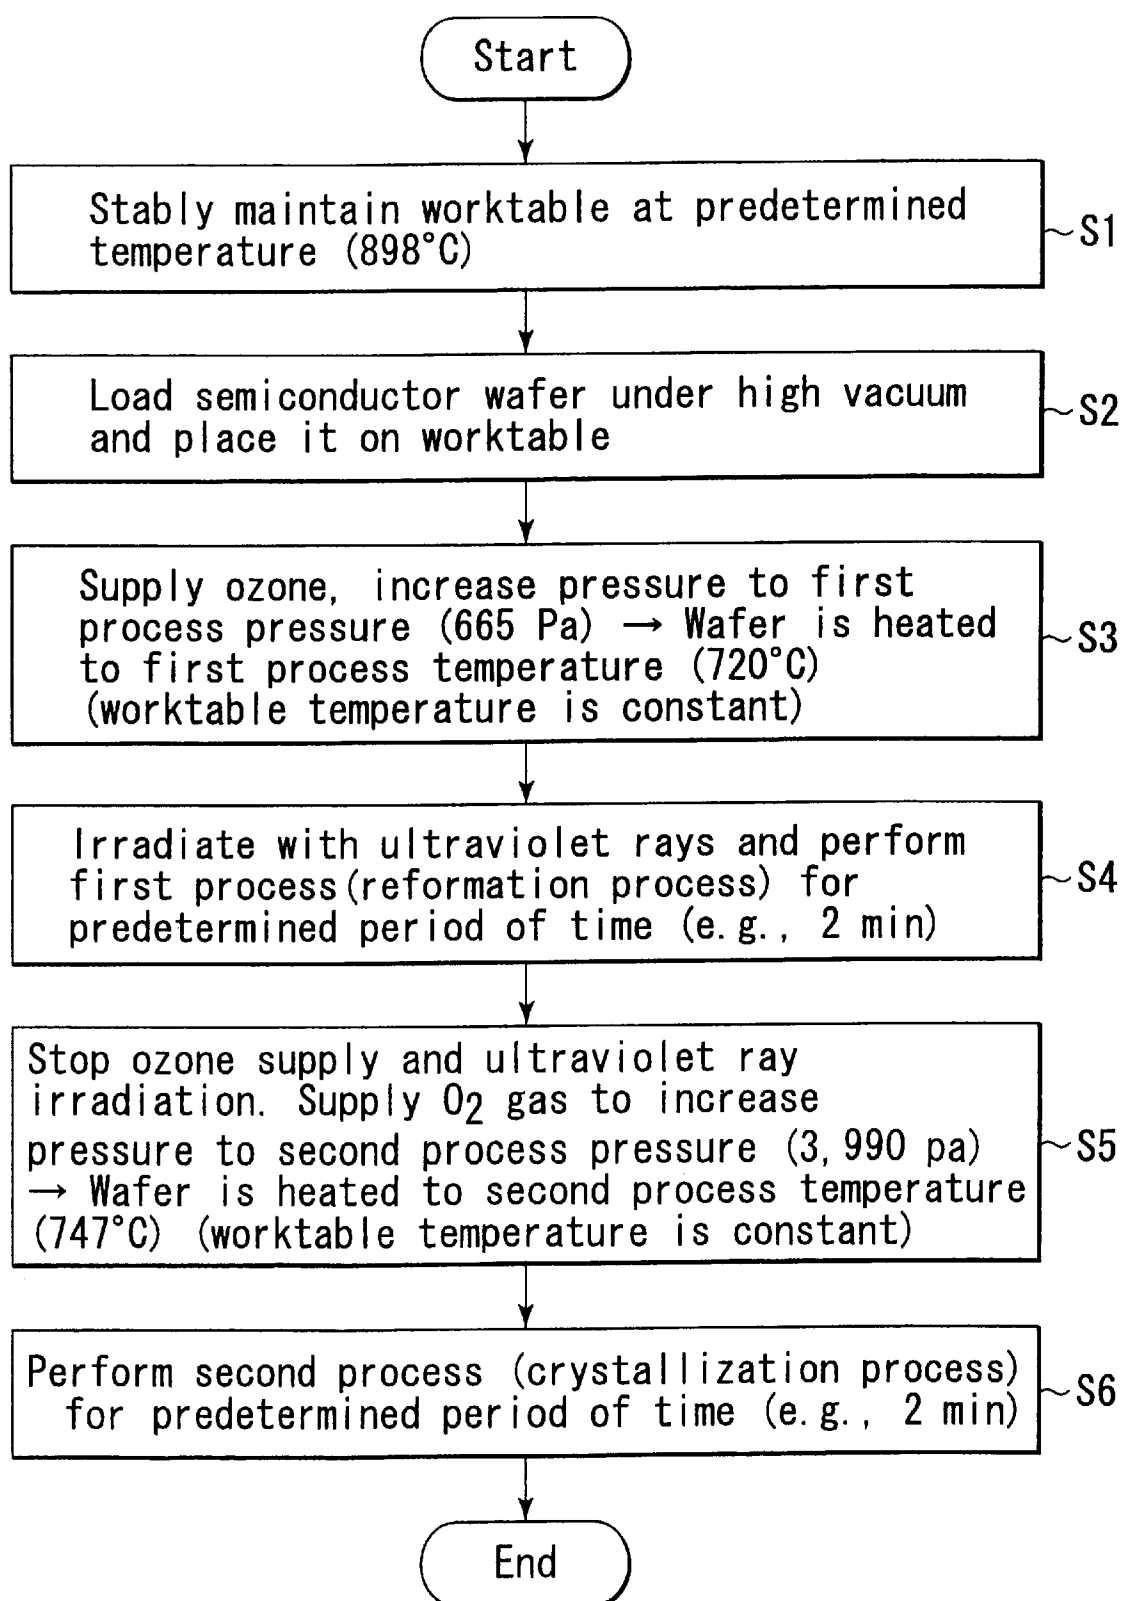 Start
Stably maintain worktable at predetermined
temperature (898°C)
S1
Load semiconductor wafer under high vacuum
and place it on worktable
S2
Supply ozone, increase pressure to first
process pressure (665 Pa) → Wafer is heated
to first process temperature (720°C)
(worktable temperature is constant)
S3
Irradiate with ultraviolet rays and perform
first process(reformation process) for
predetermined period of time (e.g., 2 min)
S4
Stop ozone supply and ultraviolet ray
irradiation. Supply O2 gas to increase
pressure to second process pressure (3,990 pa)
→ Wafer is heated to second process temperature
(747°C) (worktable temperature is constant)
S5
Perform second process (crystallization process)
for predetermined period of time (e.g., 2 min)
S6
End